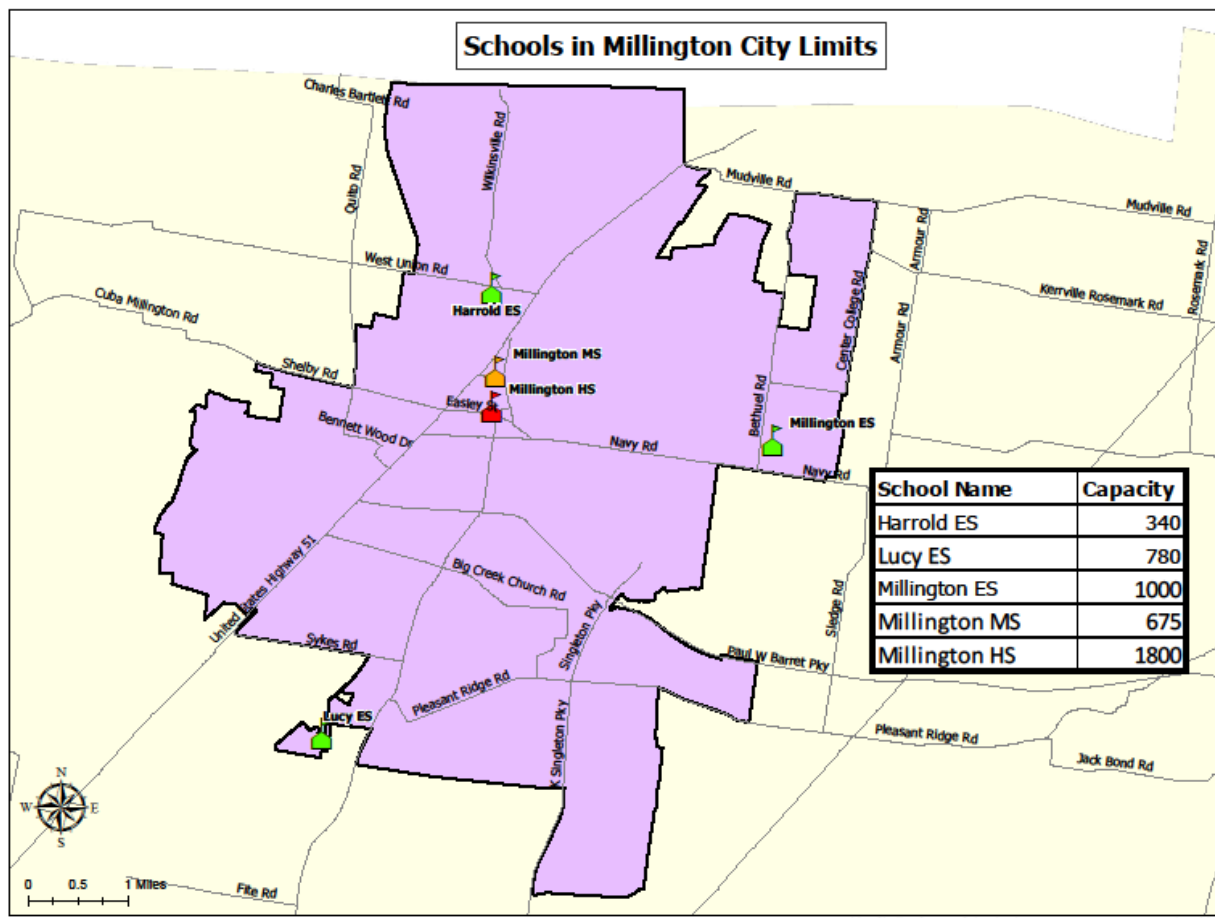 Schools in Millington City Limits
Charles Bartlett Rd
Wilkinsville Rd
Quito Rd
Mudville Rd
Mudville Rd
Armour Rd
Rosemark Rd
West Union Rd
Cuba Millington Rd
Kerrville Rosemark Rd
Harrold ES
Center College Rd
Armour Rd
Millington MS
Shelby Rd
Millington HS
Easley St
Bethuel Rd
Bennett Wood Dr
Millington ES
Navy Rd
Navy Rd
School Name Capacity
Harrold ES 340
Lucy ES 780
Millington ES 1000
Millington MS 675
Millington HS 1800
United States Highway 51
Big Creek Church Rd
Singleton Pky
Sledge Rd
Sykes Rd
Paul W Barret Pky
Pleasant Ridge Rd
Lucy ES
K Singleton Pky
Pleasant Ridge Rd
Jack Bond Rd
N
W E
S
0 0.5 1 Miles
Fite Rd